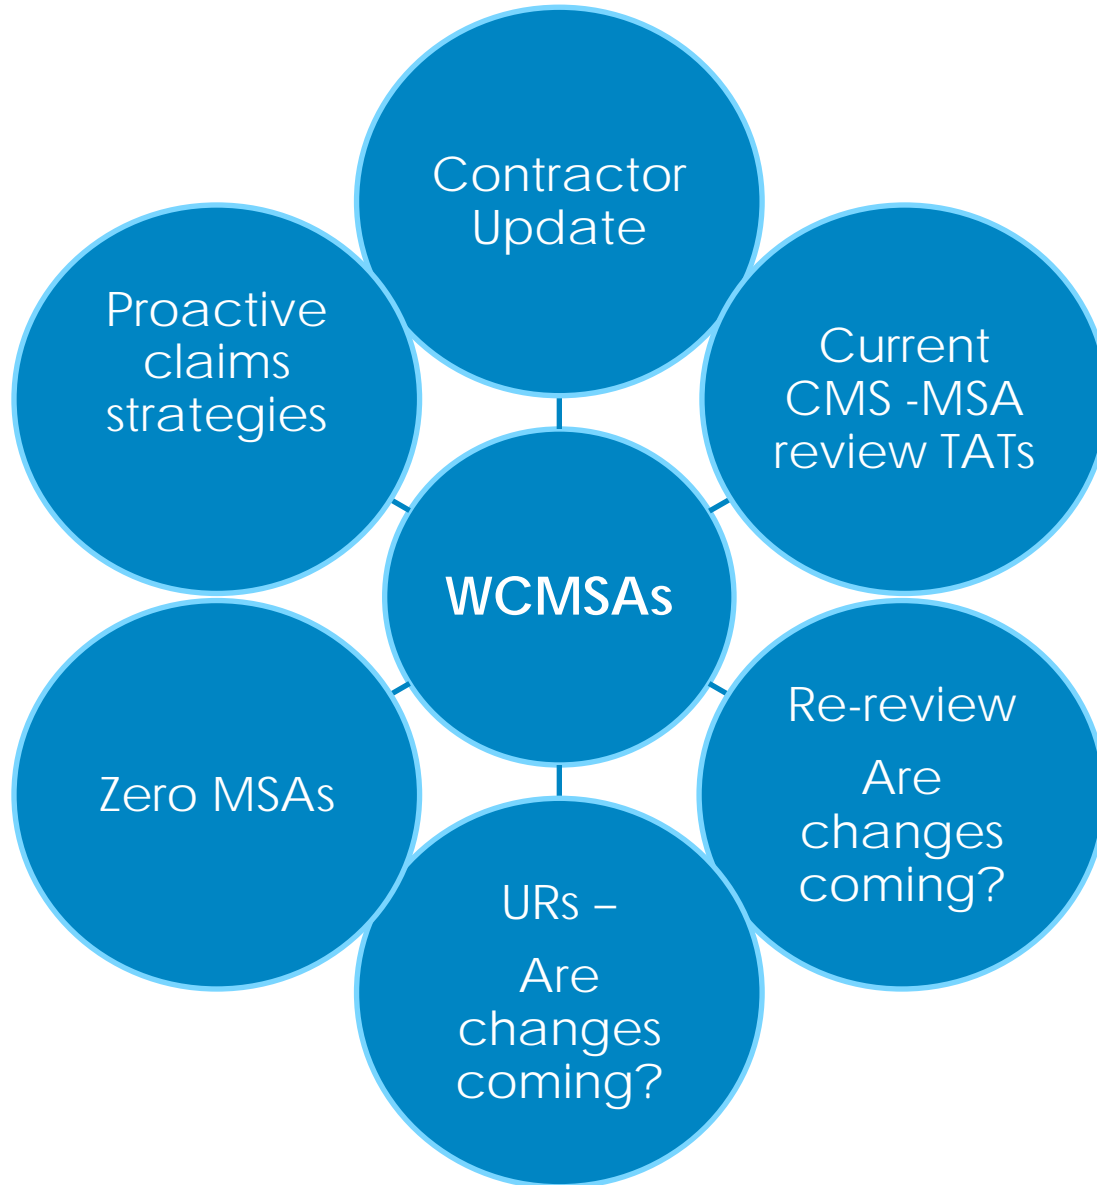 Contractor
Update
Proactive
claims
strategies
Current
CMS -MSA
review TATs
WCMSAs
Zero MSAs
Re-review
Are
changes
coming?
URs –
Are
changes
coming?